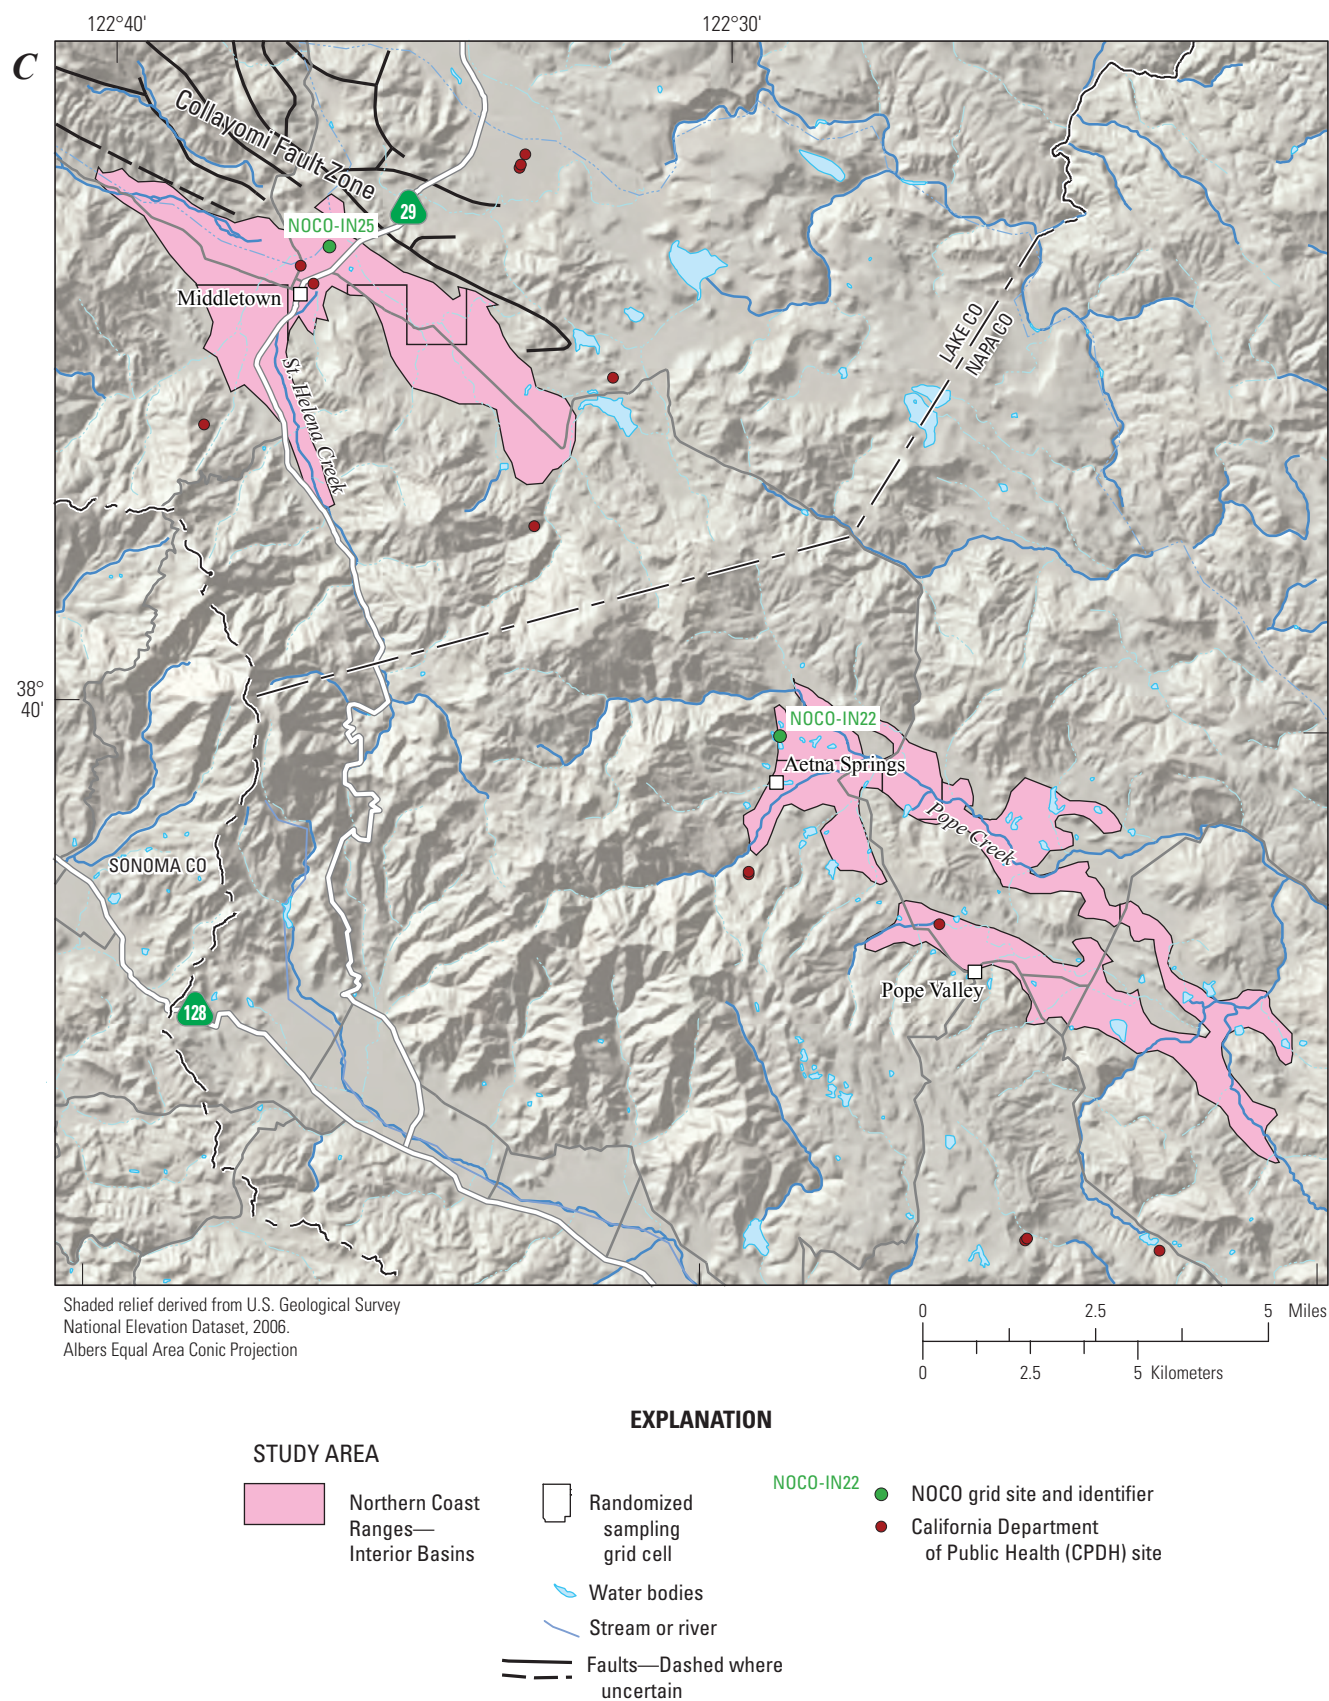 122°40'
122°30'
C
Collayomi Fault Zone
29
NOCO-IN25
Middletown
St. Helena Creek
LAKE CO
NAPA CO
38°
40'
NOCO-IN22
Aetna Springs
Pope Creek
SONOMA CO
Pope Valley
128
Shaded relief derived from U.S. Geological Survey
National Elevation Dataset, 2006.
Albers Equal Area Conic Projection
0 2.5 5 Miles
0 2.5 5 Kilometers
EXPLANATION
STUDY AREA
Northern Coast
Ranges—
Interior Basins
Randomized
sampling
grid cell
Water bodies
Stream or river
Faults—Dashed where
uncertain
NOCO-IN22
NOCO grid site and identifier
California Department
of Public Health (CPDH) site